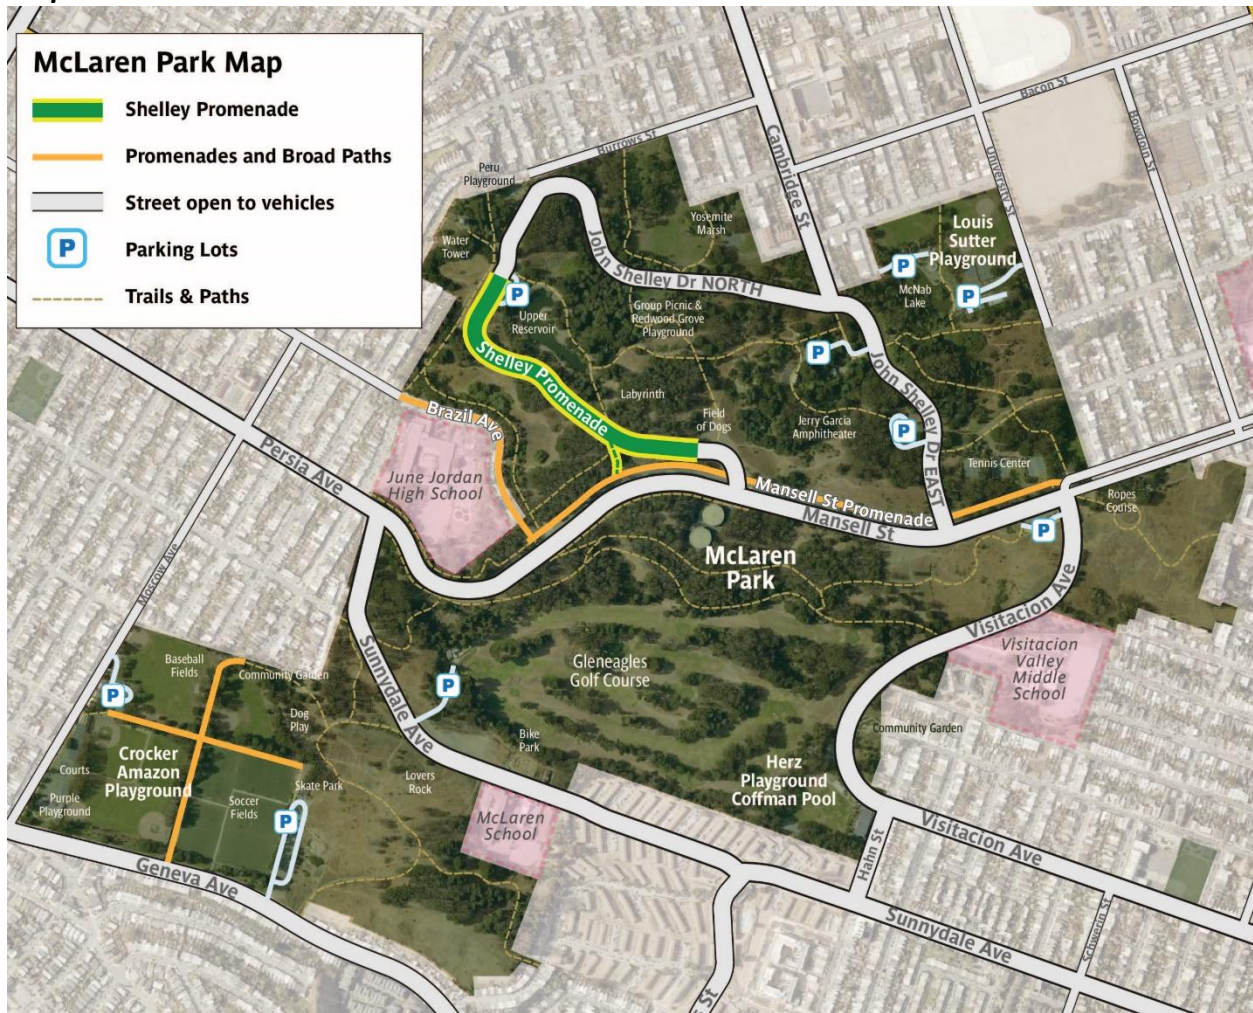 McLaren Park Map
Shelley Promenade
Promenades and Broad Paths
Street open to vehicles
P
Parking Lots
Trails & Paths
Burrows St
Cambridge St
Bacon St
Bowdoin St
University St
Peru
Playground
Water
Tower
Yosemite
Marsh
Louis
Sutter
Playground
John Shelley Dr NORTH
P
McNab
Lake
P
P
Upper
Reservoir
Group Picnic &
Redwood Grove
Playground
P
Shelley Promenade
John Shelley Dr EAST
Labyrinth
Field
of Dogs
Jerry Garcia
Amphitheater
P
Brazil Ave
Persia Ave
June Jordan
High School
Tennis Center
Mansell St Promenade
Mansell St
Ropes
Course
P
McLaren
Park
Moscow Ave
Visitacion Ave
Visitacion
Valley
Middle
School
Sunnydale Ave
Baseball
Fields
Community Garden
Gleneagles
Golf Course
P
P
Dog
Play
Bike
Park
Community Garden
Crocker
Amazon
Playground
Courts
Purple
Playground
Soccer
Fields
Skate Park
P
Lovers
Rock
Herz
Playground
Coffman Pool
McLaren
School
Geneva Ave
Hahn St
Visitacion Ave
Sunnydale Ave
Schwerin St
St